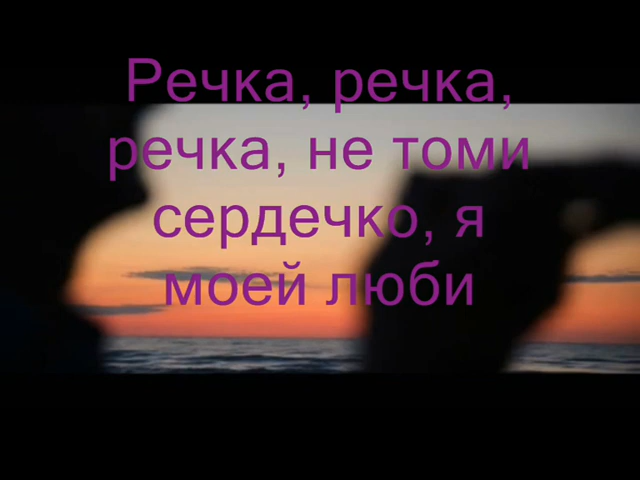 Речка, речка,
речка, не томи
сердечко, я
моей люби